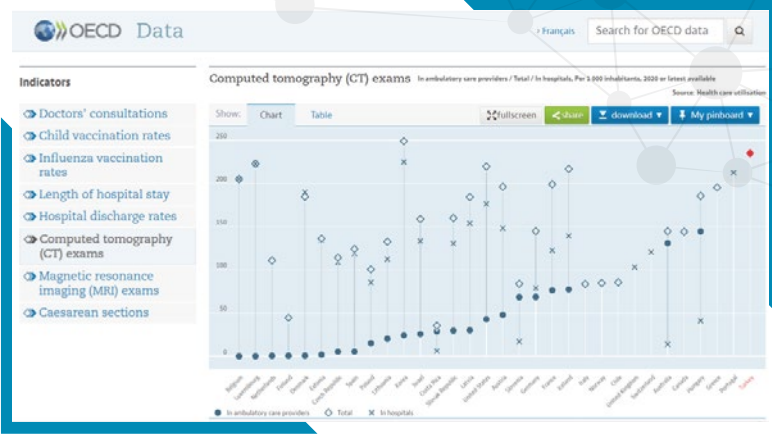 OECD Data
› Français
Search for OECD data
Indicators
Doctors' consultations
Child vaccination rates
Influenza vaccination
rates
Length of hospital stay
Hospital discharge rates
Computed tomography
(CT) exams
Magnetic resonance
imaging (MRI) exams
Caesarean sections
Computed tomography (CT) exams In ambulatory care providers / Total / In hospitals, Per 1 000 inhabitants, 2020 or latest available
Source: Health care utilisation
Show: Chart Table fullscreen share download ▼ My pinboard ▼
250
200
150
100
50
0
Belgium
Luxembourg
Netherlands
Finland
Denmark
Estonia
Czech Republic
Spain
Poland
Lithuania
Korea
Israel
Costa Rica
Slovak Republic
Latvia
United States
Austria
Slovenia
Germany
France
Iceland
Italy
Norway
Chile
United Kingdom
Switzerland
Australia
Canada
Hungary
Greece
Portugal
Turkey
In ambulatory care providers Total In hospitals